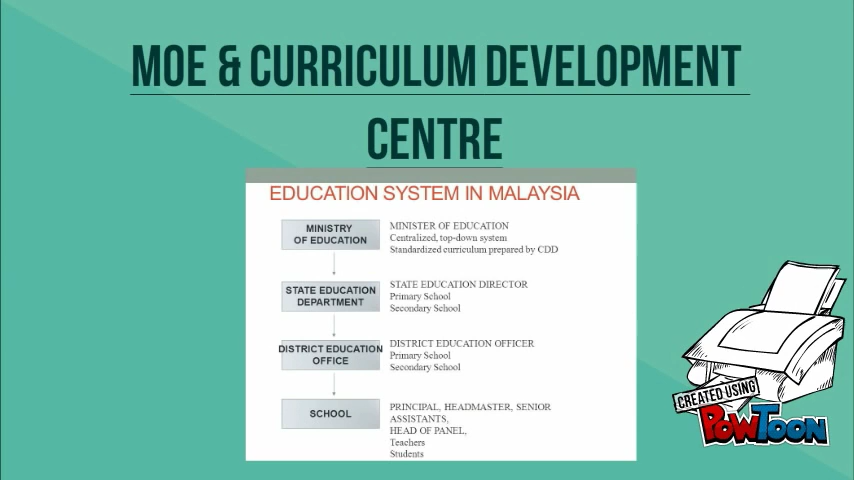 MOE & CURRICULUM DEVELOPMENT
CENTRE
EDUCATION SYSTEM IN MALAYSIA
MINISTRY
OF EDUCATION
MINISTER OF EDUCATION
Centralized, top-down system
Standardized curriculum prepared by CDD
STATE EDUCATION
DEPARTMENT
STATE EDUCATION DIRECTOR
Primary School
Secondary School
DISTRICT EDUCATION
OFFICE
DISTRICT EDUCATION OFFICER
Primary School
Secondary School
SCHOOL
PRINCIPAL, HEADMASTER, SENIOR
ASSISTANTS,
HEAD OF PANEL,
Teachers
Students
CREATED USING
POWTOON